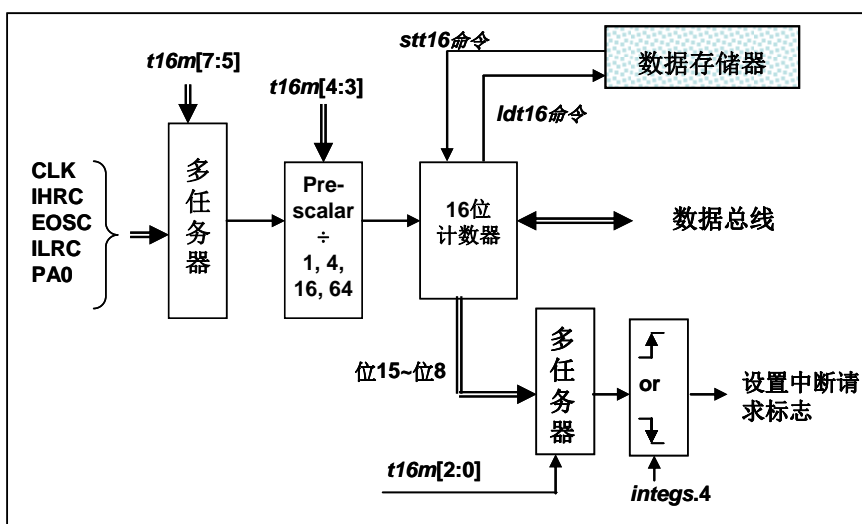 stt16命令
数据存储器
t16m[7:5]
t16m[4:3]
ldt16命令
CLK
IHRC
EOSC
ILRC
PA0
多
任
务
器
Pre-
scalar
÷
1, 4,
16, 64
16位
计数器
数据总线
位15~位8
多
任
务
器
or
设置中断请
求标志
t16m[2:0]
integs.4